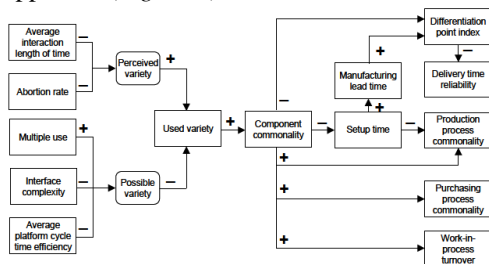 Average
interaction
length of time
Abortion rate
Multiple use
Interface
complexity
Average
platform cycle
time efficiency
−
−
+
−
−
Perceived
variety
Possible
variety
+
−
Used variety
+
Component
commonality
−
−
+
+
+
Manufacturing
lead time
+
+
Setup time
−
Differentiation
point index
−
Delivery time
reliability
Production
process
commonality
Purchasing
process
commonality
Work-in-
process
turnover